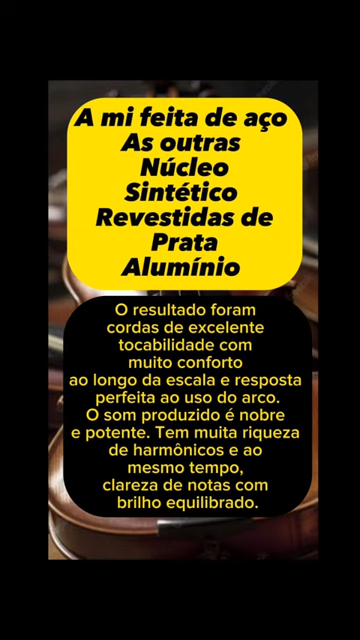 A mi feita de aço
As outras
Núcleo
Sintético
Revestidas de
Prata
Alumínio
O resultado foram
cordas de excelente
tocabilidade com
muito conforto
ao longo da escala e resposta
perfeita ao uso do arco.
O som produzido é nobre
e potente. Tem muita riqueza
de harmônicos e ao
mesmo tempo,
clareza de notas com
brilho equilibrado.